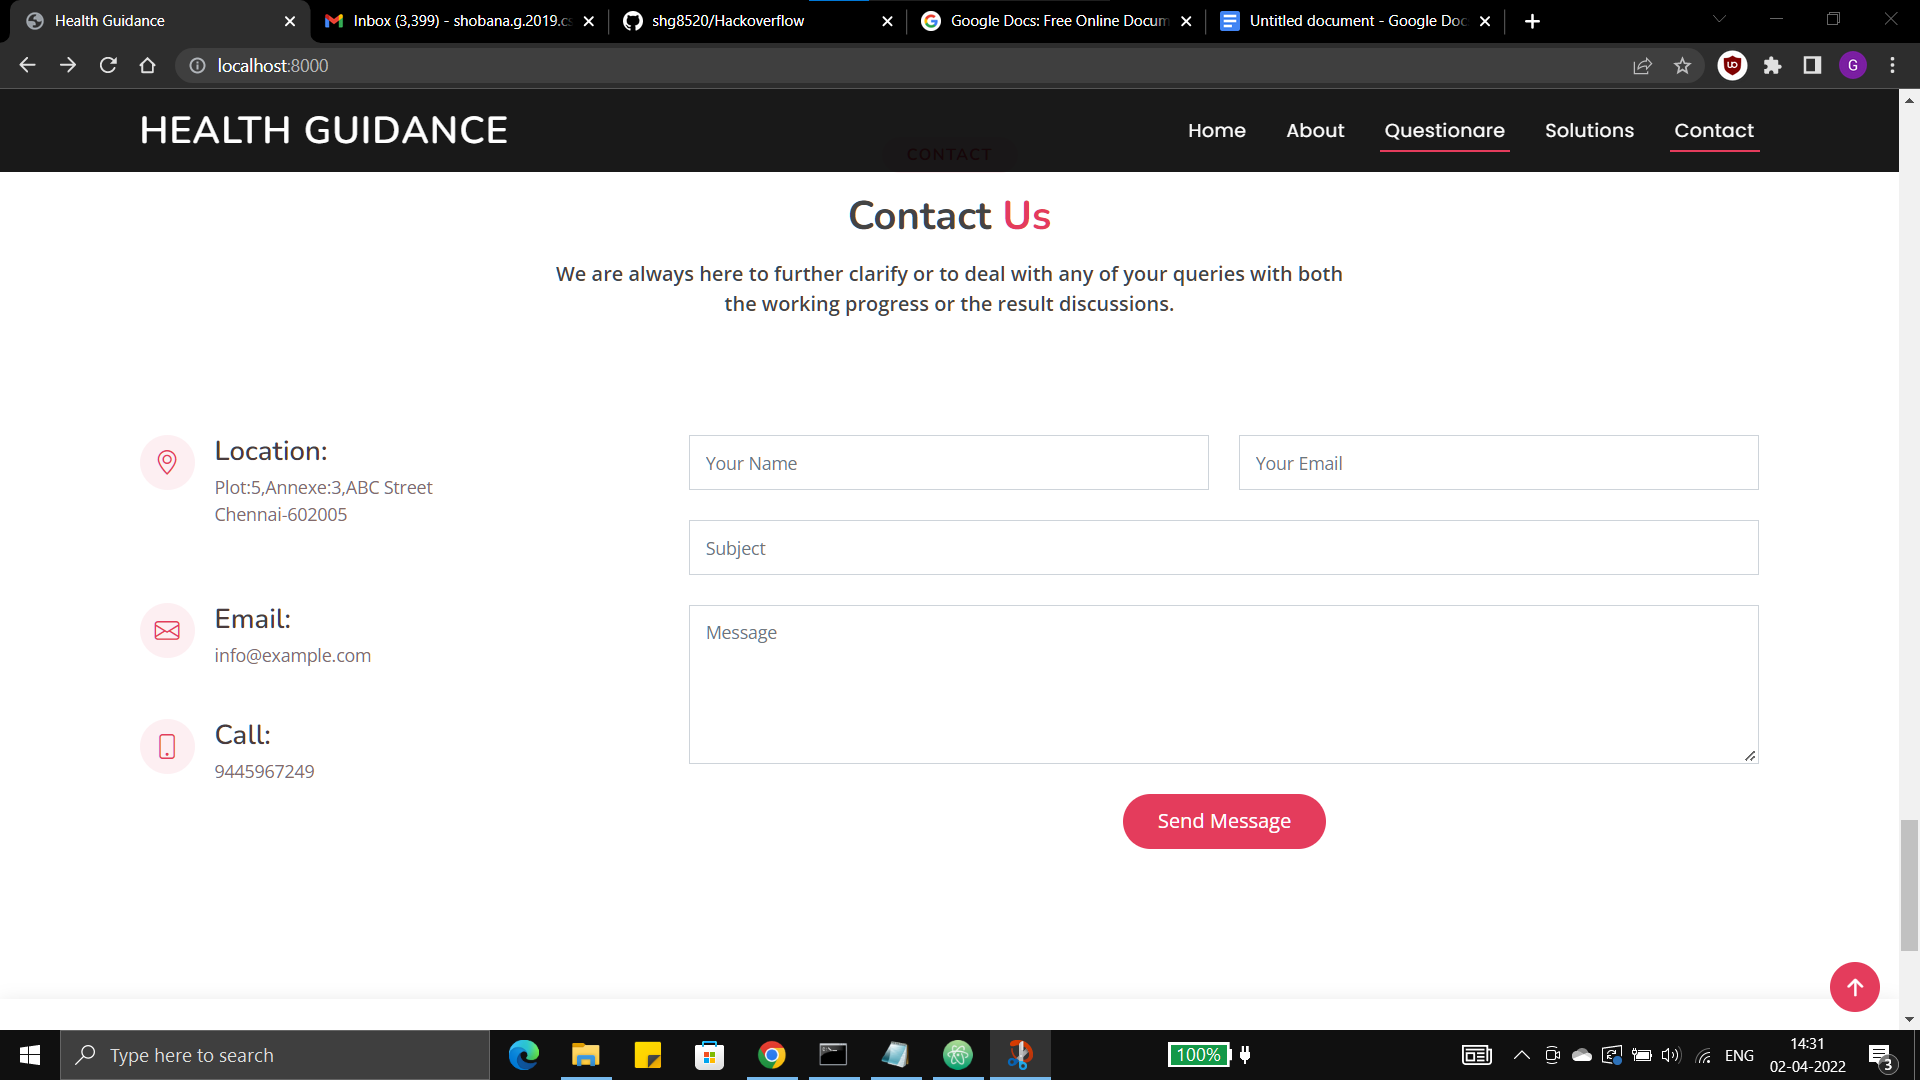 Health Guidance
Inbox (3,399) - shobana.g.2019.cs
shg8520/Hackoverflow
Google Docs: Free Online Docum
Untitled document - Google Doc
localhost:8000
G
HEALTH GUIDANCE
Home
About
Questionare
Solutions
Contact
CONTACT
Contact Us
We are always here to further clarify or to deal with any of your queries with both
the working progress or the result discussions.
Location:
Plot:5,Annexe:3,ABC Street
Chennai-602005
Email:
info@example.com
Call:
9445967249
Your Name
Your Email
Subject
Message
Send Message
Type here to search
100%
ENG
14:31
02-04-2022
3